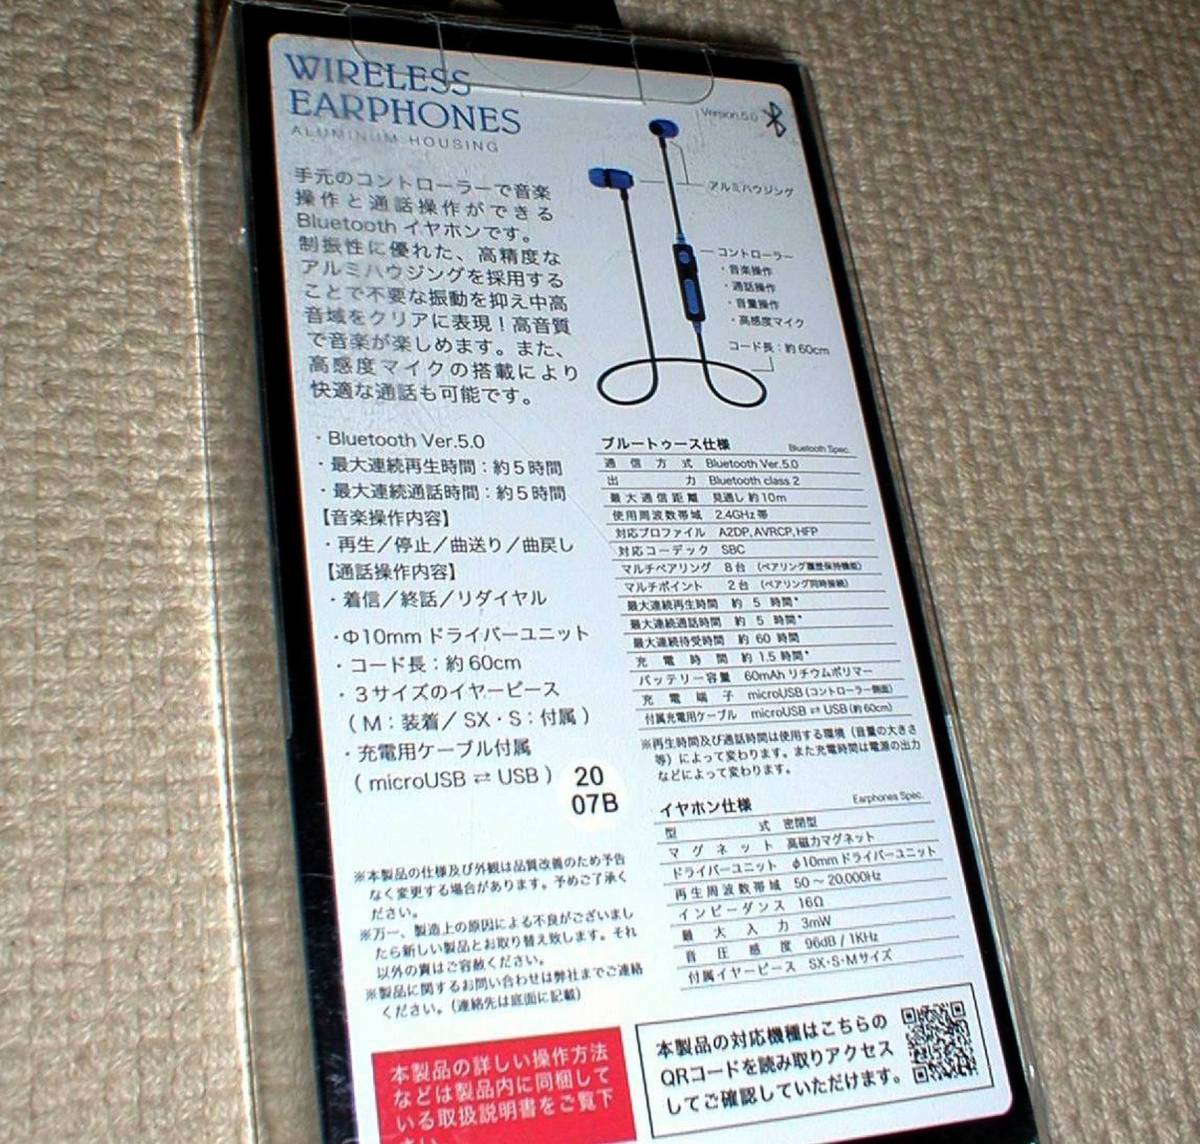 WIRELESS
EARPHONES
ALUMINUM HOUSING
Version.5.0
手元のコントローラーで音楽
操作と通話操作ができる
Bluetooth イヤホンです。
制振性に優れた、高精度な
アルミハウジングを採用する
ことで不要な振動を抑え中高
音域をクリアに表現！高音質
で音楽が楽しめます。また、
高感度マイクの搭載により
快適な通話も可能です。
アルミハウジング
コントローラー
・音楽操作
・通話操作
・音量操作
・高感度マイク
コード長：約60cm
・Bluetooth Ver.5.0
・最大連続再生時間：約5時間
・最大連続通話時間：約5時間
【音楽操作内容】
・再生／停止／曲送り／曲戻し
【通話操作内容】
・着信／終話／リダイヤル
・Φ10mm ドライバーユニット
・コード長：約60cm
・3サイズのイヤーピース
（M：装着／SX・S：付属）
・充電用ケーブル付属
（microUSB ⇄ USB）
20
07B
ブルートゥース仕様 Bluetooth Spec.
通信方式 Bluetooth Ver.5.0
出力 Bluetooth class 2
最大通信距離 見通し 約10m
使用周波数帯域 2.4GHz 帯
対応プロファイル A2DP,AVRCP,HFP
対応コーデック SBC
マルチペアリング 8台（ペアリング履歴保持機能）
マルチポイント 2台（ペアリング同時接続）
最大連続再生時間 約 5 時間*
最大連続通話時間 約 5 時間*
最大連続待受時間 約 60 時間
充電時間 約 1.5 時間*
バッテリー容量 60mAh リチウムポリマー
充電端子 microUSB（コントローラー側面）
付属充電用ケーブル microUSB ⇄ USB（約60cm）
※再生時間及び通話時間は使用する環境（音量の大きさ
等）によって変わります。また充電時間は電源の出力
などによって変わります。
イヤホン仕様 Earphones Spec.
型式 密閉型
マグネット 高磁力マグネット
ドライバーユニット φ10mm ドライバーユニット
再生周波数帯域 50～20,000Hz
インピーダンス 16Ω
最大入力 3mW
音圧感度 96dB / 1KHz
付属イヤーピース SX・S・Mサイズ
※本製品の仕様及び外観は品質改善のため予告
なく変更する場合があります。予めご了承く
ださい。
※万一、製造上の原因による不良がございまし
たら新しい製品とお取り替え致します。それ
以外の責はご容赦ください。
※製品に関するお問い合わせは弊社までご連絡
ください。（連絡先は底面に記載）
本製品の詳しい操作方法
などは製品内に同梱して
いる取扱説明書をご覧下
さい。
本製品の対応機種はこちらの
QRコードを読み取りアクセス
してご確認していただけます。